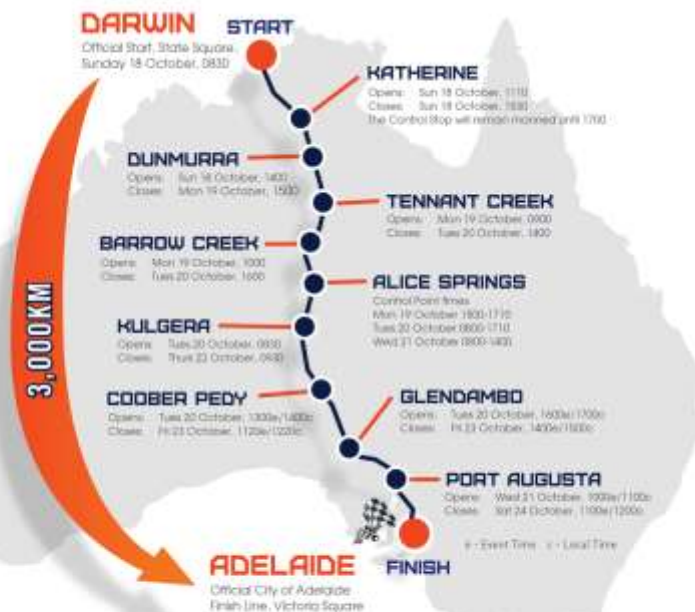 DARWIN
Official Start, State Square
Sunday 18 October, 0830
START
KATHERINE
Opens: Sun 18 October, 1110
Closes: Sun 18 October,
The Control Stop will remain manned until 1700
DUNMURRA
Opens: Sun 18 October, 1400
Closes: Mon 19 October, 1500
TENNANT CREEK
Opens: Mon 19 October, 0900
Closes: Tues 20 October, 1400
BARROW CREEK
Opens: Mon 19 October, 1000
Closes: Tues 20 October, 1600
ALICE SPRINGS
Control Point times
Mon 19 October
Tues 20 October 0800-1710
Wed 21 October 0800-1400
KULGERA
Opens: Tues 20 October,
Closes: Thurs 22 October, 0930
COOBER PEDY
Opens: Tues 20 October, 1300e/1400c
Closes: Fri 23 October, 1120e/1220c
GLENDAMBO
Opens: Tues 20 October, 1600e/1700c
Closes: Fri 23 October, 1400e/1500c
PORT AUGUSTA
Opens: West 21 October, 1000e/1100c
Closes: Sat 24 October, 1100e/1200c
e - Event Time c - Local Time
3,000KM
FINISH
ADELAIDE
Official City of Adelaide
Finish Line, Victoria Square